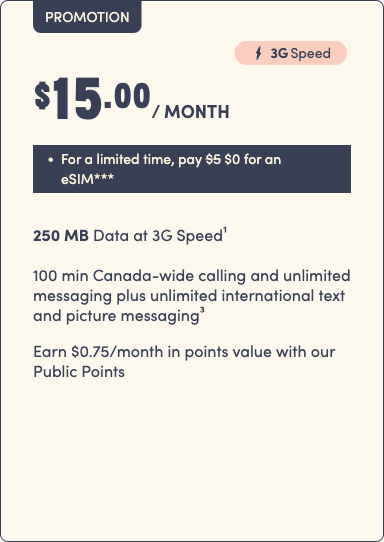 PROMOTION
3G Speed
$15.00/ MONTH
• For a limited time, pay $5 $0 for an
eSIM***
250 MB Data at 3G Speed¹
100 min Canada-wide calling and unlimited
messaging plus unlimited international text
and picture messaging³
Earn $0.75/month in points value with our
Public Points